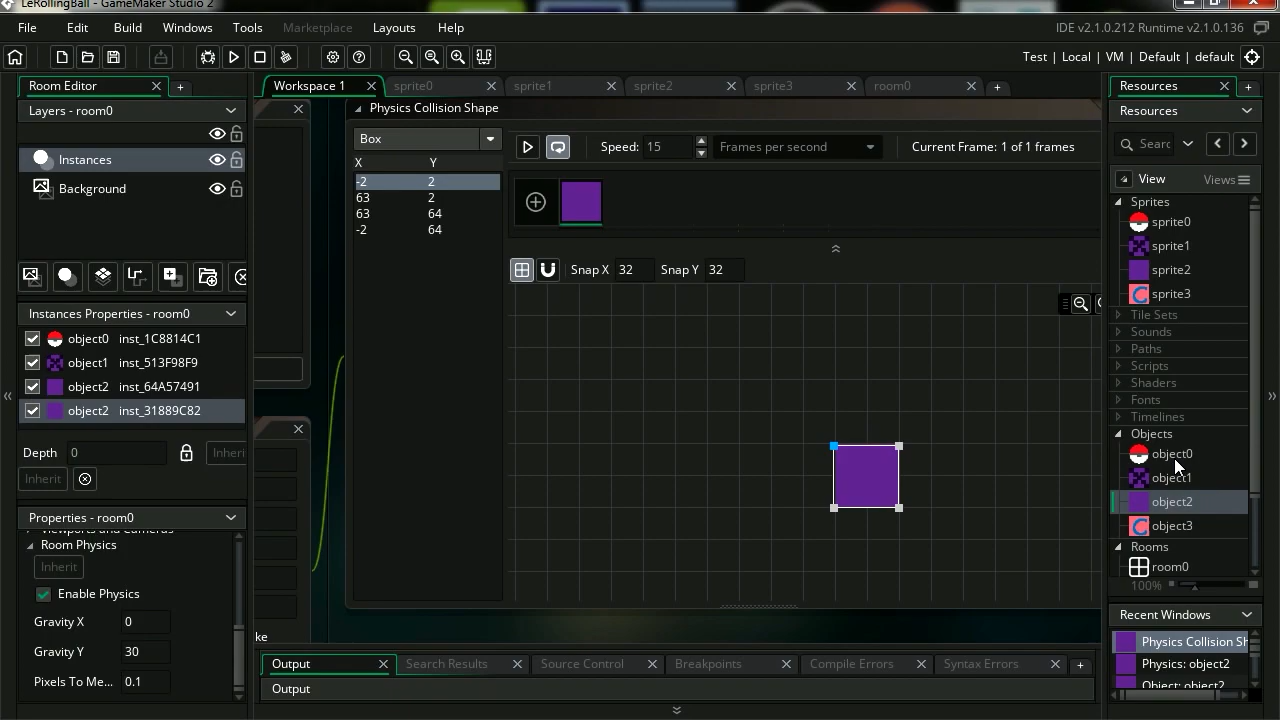 LeRollingBall - GameMaker Studio 2
File Edit Build Windows Tools Marketplace Layouts Help IDE v2.1.0.212 Runtime v2.1.0.136
Test | Local | VM | Default | default
Room Editor
Layers - room0
Instances
Background
Instances Properties - room0
object0 inst_1C8814C1
object1 inst_513F98F9
object2 inst_64A57491
object2 inst_31889C82
Depth 0 Inheri
Inherit
Properties - room0
Room Physics
Inherit
Enable Physics
Gravity X 0
Gravity Y 30
Pixels To Me... 0.1
Workspace 1 sprite0 sprite1 sprite2 sprite3 room0
Physics Collision Shape
Box
X Y
-2 2
63 2
63 64
-2 64
Speed: 15 Frames per second Current Frame: 1 of 1 frames
Snap X 32 Snap Y 32
ke
Output Search Results Source Control Breakpoints Compile Errors Syntax Errors
Output
Resources
Resources
Searc
View Views
Sprites
sprite0
sprite1
sprite2
sprite3
Tile Sets
Sounds
Paths
Scripts
Shaders
Fonts
Timelines
Objects
object0
object1
object2
object3
Rooms
room0
100%
Recent Windows
Physics Collision Sh
Physics: object2
Object: object2